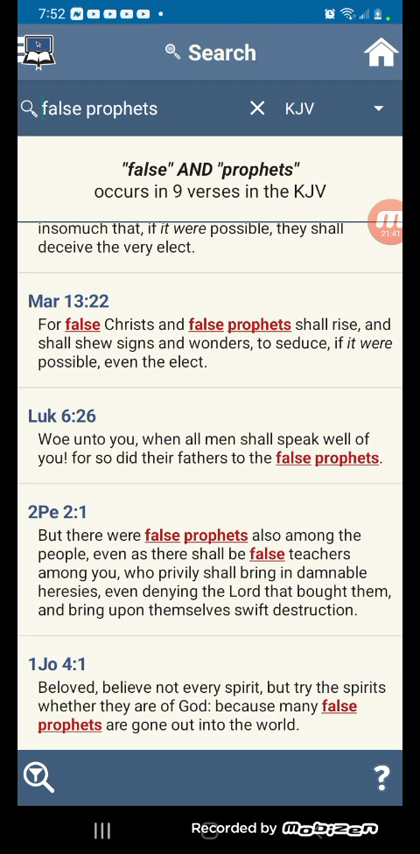 7:52
Search
false prophets
KJV
"false" AND "prophets"
occurs in 9 verses in the KJV
insomuch that, if it were possible, they shall
deceive the very elect.
21:41
Mar 13:22
For false Christs and false prophets shall rise, and
shall shew signs and wonders, to seduce, if it were
possible, even the elect.
Luk 6:26
Woe unto you, when all men shall speak well of
you! for so did their fathers to the false prophets.
2Pe 2:1
But there were false prophets also among the
people, even as there shall be false teachers
among you, who privily shall bring in damnable
heresies, even denying the Lord that bought them,
and bring upon themselves swift destruction.
1Jo 4:1
Beloved, believe not every spirit, but try the spirits
whether they are of God: because many false
prophets are gone out into the world.
?
Recorded by Mobizen